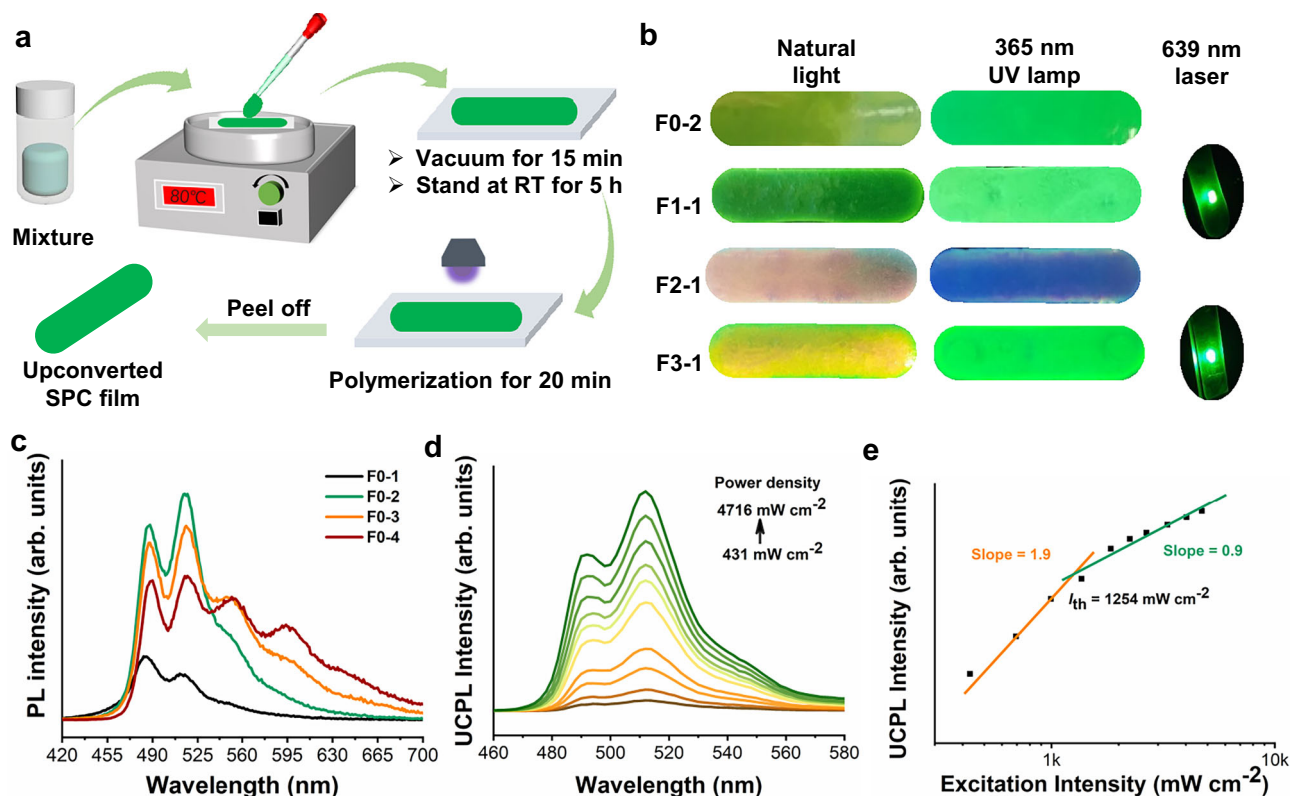 a
80℃
Mixture
➢ Vacuum for 15 min
➢ Stand at RT for 5 h
Polymerization for 20 min
Peel off
Upconverted
SPC film
b
Natural
light
365 nm
UV lamp
639 nm
laser
F0-2
F1-1
F2-1
F3-1
c
PL intensity (arb. units)
F0-1
F0-2
F0-3
F0-4
420 455 490 525 560 595 630 665 700
Wavelength (nm)
d
UCPL Intensity (arb. units)
Power density
4716 mW cm⁻²
431 mW cm⁻²
460 480 500 520 540 560 580
Wavelength (nm)
e
UCPL Intensity (arb. units)
Slope = 1.9
Slope = 0.9
I_th = 1254 mW cm⁻²
1k 10k
Excitation Intensity (mW cm⁻²)